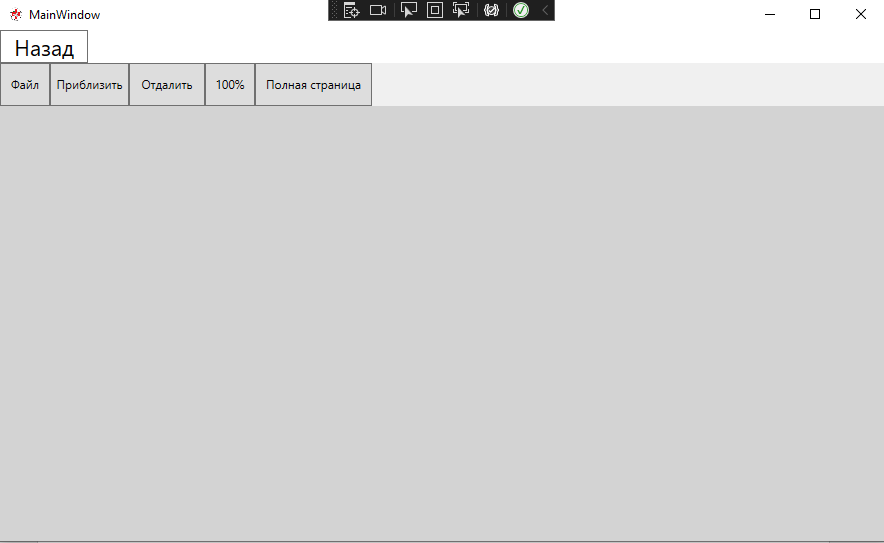 MainWindow
Назад
Файл Приблизить Отдалить 100% Полная страница